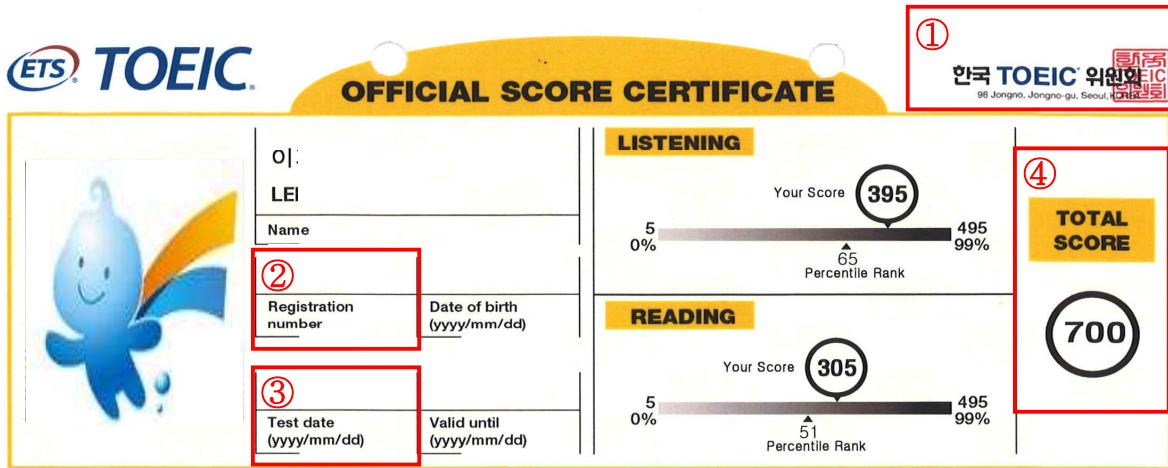 ①
ETS® TOEIC®
OFFICIAL SCORE CERTIFICATE
한국 TOEIC® 위원회
98 Jongno, Jongno-gu, Seoul, KOREA
이
LE
Name
②
Registration
number
Date of birth
(yyyy/mm/dd)
③
Test date
(yyyy/mm/dd)
Valid until
(yyyy/mm/dd)
LISTENING
Your Score 395
5 495
0% 99%
65
Percentile Rank
READING
Your Score 305
5 495
0% 99%
51
Percentile Rank
④
TOTAL
SCORE
700